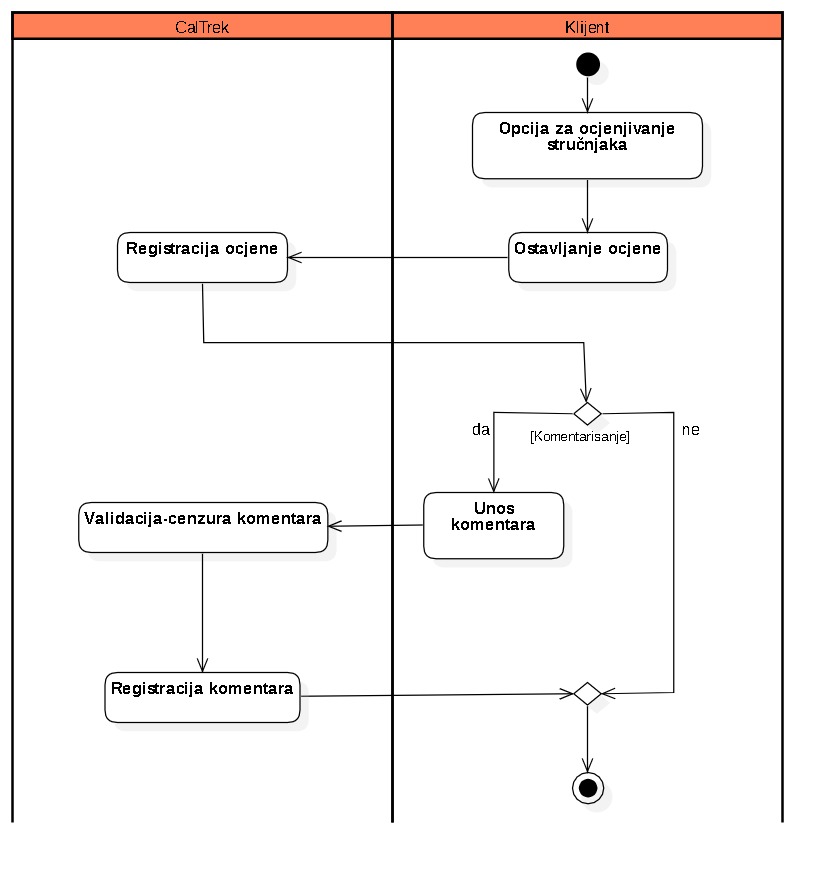 CalTrek
Klijent
Opcija za ocjenjivanje
stručnjaka
Registracija ocjene
Ostavljanje ocjene
da
[Komentarisanje]
ne
Unos
komentara
Validacija-cenzura komentara
Registracija komentara